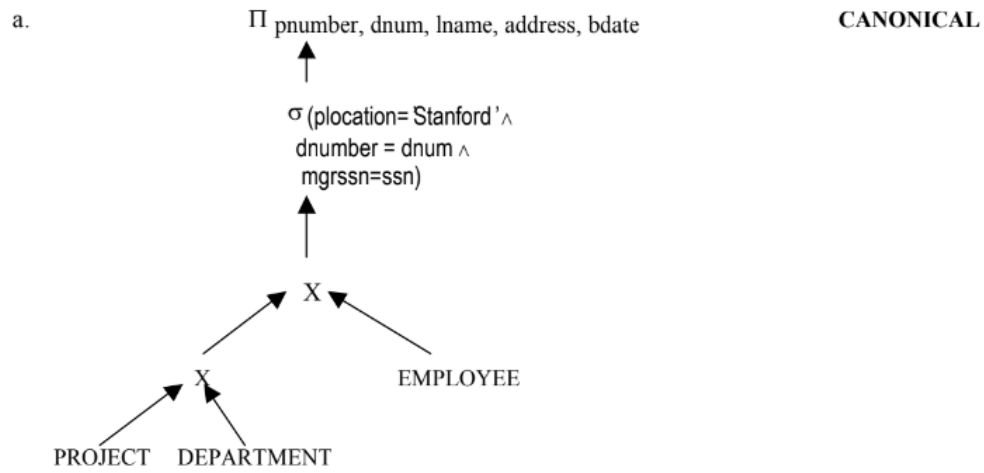 a. Π pnumber, dnum, lname, address, bdate CANONICAL
σ (plocation= 'Stanford ' ∧
dnumber = dnum ∧
mgrssn=ssn)
X
X EMPLOYEE
PROJECT DEPARTMENT